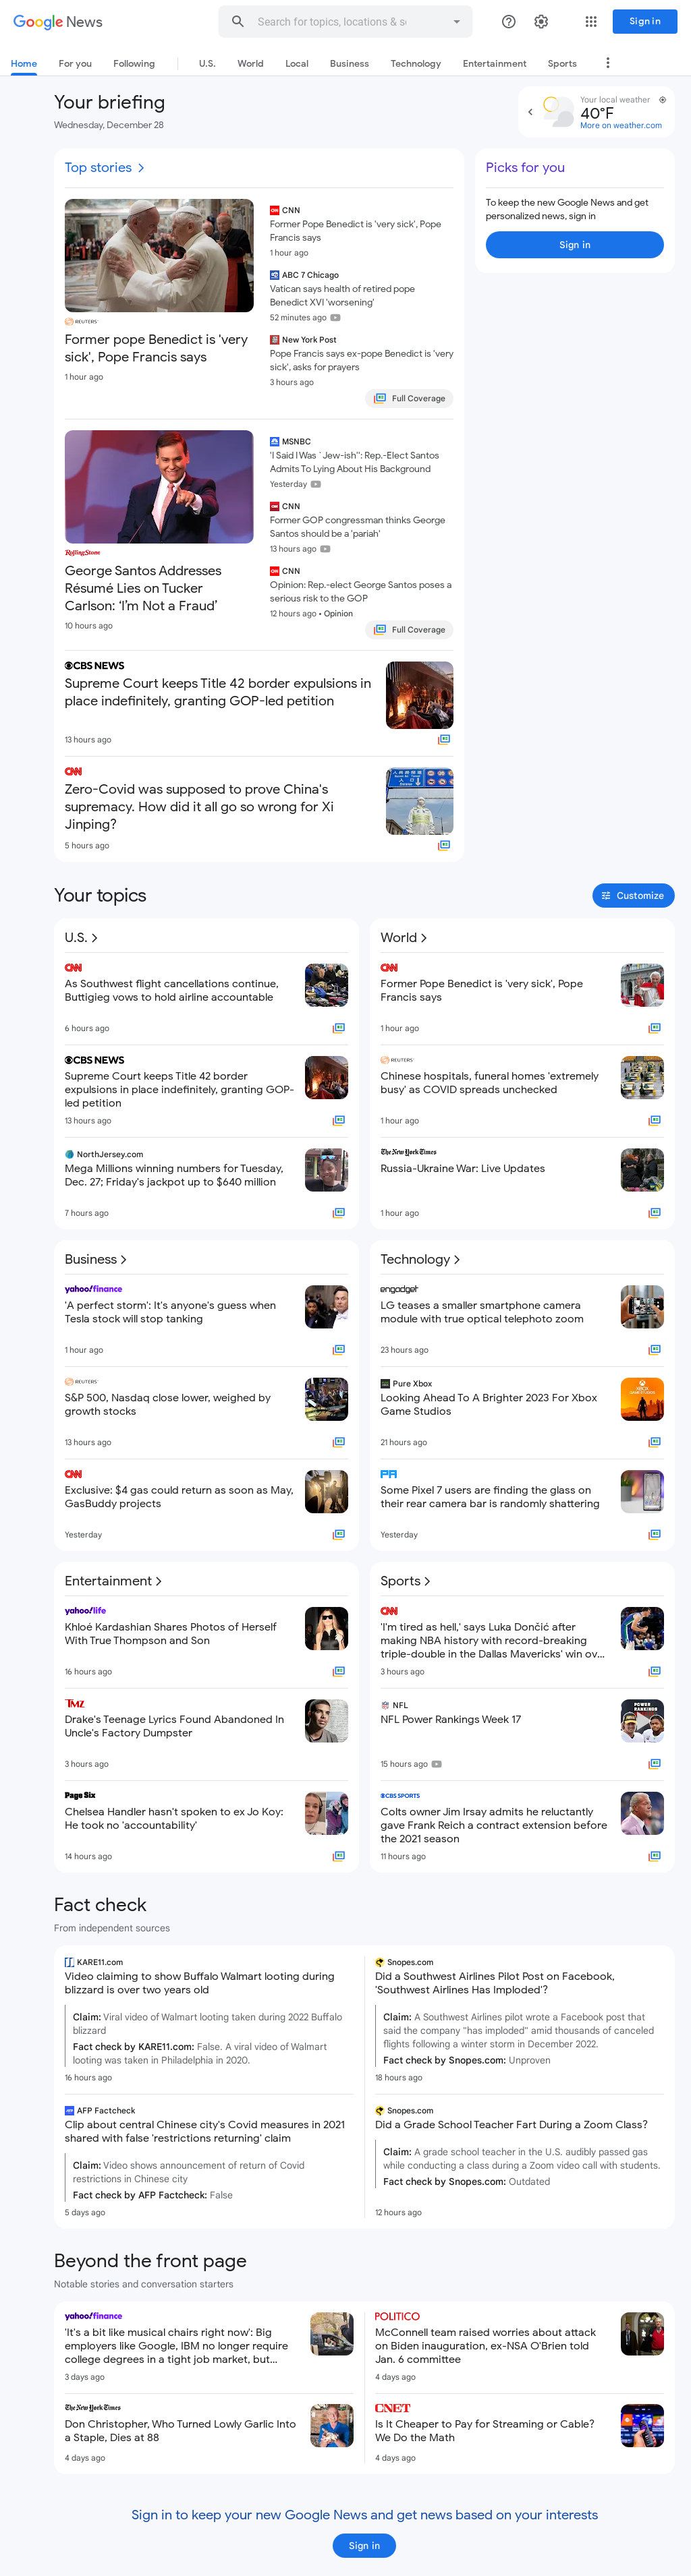 Google News
Search for topics, locations & so
Sign in
Home
For you
Following
U.S.
World
Local
Business
Technology
Entertainment
Sports
Your briefing
Wednesday, December 28
Your local weather
40°F
More on weather.com
Top stories
REUTERS
Former pope Benedict is 'very
sick', Pope Francis says
1 hour ago
CNN
Former Pope Benedict is 'very sick', Pope
Francis says
1 hour ago
ABC 7 Chicago
Vatican says health of retired pope
Benedict XVI 'worsening'
52 minutes ago
New York Post
Pope Francis says ex-pope Benedict is 'very
sick', asks for prayers
3 hours ago
Full Coverage
Picks for you
To keep the new Google News and get
personalized news, sign in
Sign in
RollingStone
George Santos Addresses
Résumé Lies on Tucker
Carlson: ‘I’m Not a Fraud’
10 hours ago
MSNBC
'I Said I Was `Jew-ish'': Rep.-Elect Santos
Admits To Lying About His Background
Yesterday
CNN
Former GOP congressman thinks George
Santos should be a 'pariah'
13 hours ago
CNN
Opinion: Rep.-elect George Santos poses a
serious risk to the GOP
12 hours ago • Opinion
Full Coverage
CBS NEWS
Supreme Court keeps Title 42 border expulsions in
place indefinitely, granting GOP-led petition
13 hours ago
CNN
Zero-Covid was supposed to prove China's
supremacy. How did it all go so wrong for Xi
Jinping?
5 hours ago
Your topics
Customize
U.S.
CNN
As Southwest flight cancellations continue,
Buttigieg vows to hold airline accountable
6 hours ago
CBS NEWS
Supreme Court keeps Title 42 border
expulsions in place indefinitely, granting GOP-
led petition
13 hours ago
NorthJersey.com
Mega Millions winning numbers for Tuesday,
Dec. 27; Friday's jackpot up to $640 million
7 hours ago
World
CNN
Former Pope Benedict is 'very sick', Pope
Francis says
1 hour ago
REUTERS
Chinese hospitals, funeral homes 'extremely
busy' as COVID spreads unchecked
1 hour ago
The New York Times
Russia-Ukraine War: Live Updates
1 hour ago
Business
yahoo!finance
'A perfect storm': It's anyone's guess when
Tesla stock will stop tanking
1 hour ago
REUTERS
S&P 500, Nasdaq close lower, weighed by
growth stocks
13 hours ago
CNN
Exclusive: $4 gas could return as soon as May,
GasBuddy projects
Yesterday
Technology
engadget
LG teases a smaller smartphone camera
module with true optical telephoto zoom
23 hours ago
Pure Xbox
Looking Ahead To A Brighter 2023 For Xbox
Game Studios
21 hours ago
XBOX
GAME STUDIOS
Some Pixel 7 users are finding the glass on
their rear camera bar is randomly shattering
Yesterday
Entertainment
yahoo!life
Khloé Kardashian Shares Photos of Herself
With True Thompson and Son
16 hours ago
TMZ
Drake's Teenage Lyrics Found Abandoned In
Uncle's Factory Dumpster
3 hours ago
Page Six
Chelsea Handler hasn't spoken to ex Jo Koy:
He took no 'accountability'
14 hours ago
Sports
CNN
'I'm tired as hell,' says Luka Dončić after
making NBA history with record-breaking
triple-double in the Dallas Mavericks' win ov...
3 hours ago
NFL
NFL Power Rankings Week 17
15 hours ago
POWER
RANKINGS
CBS SPORTS
Colts owner Jim Irsay admits he reluctantly
gave Frank Reich a contract extension before
the 2021 season
11 hours ago
Fact check
From independent sources
KARE11.com
Video claiming to show Buffalo Walmart looting during
blizzard is over two years old
Claim: Viral video of Walmart looting taken during 2022 Buffalo
blizzard
Fact check by KARE11.com: False. A viral video of Walmart
looting was taken in Philadelphia in 2020.
16 hours ago
Snopes.com
Did a Southwest Airlines Pilot Post on Facebook,
'Southwest Airlines Has Imploded'?
Claim: A Southwest Airlines pilot wrote a Facebook post that
said the company "has imploded" amid thousands of canceled
flights following a winter storm in December 2022.
Fact check by Snopes.com: Unproven
18 hours ago
AFP Factcheck
Clip about central Chinese city's Covid measures in 2021
shared with false 'restrictions returning' claim
Claim: Video shows announcement of return of Covid
restrictions in Chinese city
Fact check by AFP Factcheck: False
5 days ago
Snopes.com
Did a Grade School Teacher Fart During a Zoom Class?
Claim: A grade school teacher in the U.S. audibly passed gas
while conducting a class during a Zoom video call with students.
Fact check by Snopes.com: Outdated
12 hours ago
Beyond the front page
Notable stories and conversation starters
yahoo!finance
'It's a bit like musical chairs right now': Big
employers like Google, IBM no longer require
college degrees in a tight job market, but...
3 days ago
POLITICO
McConnell team raised worries about attack
on Biden inauguration, ex-NSA O'Brien told
Jan. 6 committee
4 days ago
The New York Times
Don Christopher, Who Turned Lowly Garlic Into
a Staple, Dies at 88
4 days ago
CNET
Is It Cheaper to Pay for Streaming or Cable?
We Do the Math
4 days ago
Sign in to keep your new Google News and get news based on your interests
Sign in